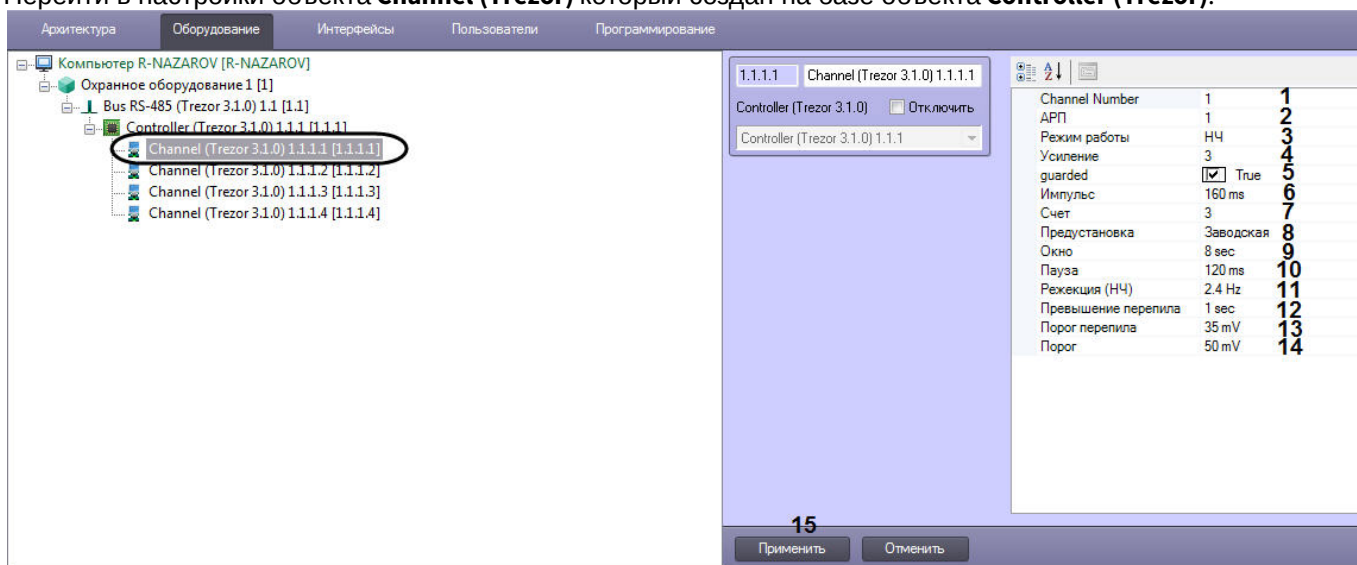 Перейти в настройки объекта Channel (Trezor) который создан на базе объекта Controller (Trezor).
Архитектура Оборудование Интерфейсы Пользователи Программирование
Компьютер R-NAZAROV [R-NAZAROV]
Охранное оборудование 1 [1]
Bus RS-485 (Trezor 3.1.0) 1.1 [1.1]
Controller (Trezor 3.1.0) 1.1.1 [1.1.1]
Channel (Trezor 3.1.0) 1.1.1.1 [1.1.1.1]
Channel (Trezor 3.1.0) 1.1.1.2 [1.1.1.2]
Channel (Trezor 3.1.0) 1.1.1.3 [1.1.1.3]
Channel (Trezor 3.1.0) 1.1.1.4 [1.1.1.4]
1.1.1.1 Channel (Trezor 3.1.0) 1.1.1.1
Controller (Trezor 3.1.0) Отключить
Controller (Trezor 3.1.0) 1.1.1
Channel Number 1 1
АРП 1 2
Режим работы НЧ 3
Усиление 3 4
guarded True 5
Импульс 160 ms 6
Счет 3 7
Предустановка Заводская 8
Окно 8 sec 9
Пауза 120 ms 10
Режекция (НЧ) 2.4 Hz 11
Превышение перепила 1 sec 12
Порог перепила 35 mV 13
Порог 50 mV 14
15
Применить Отменить